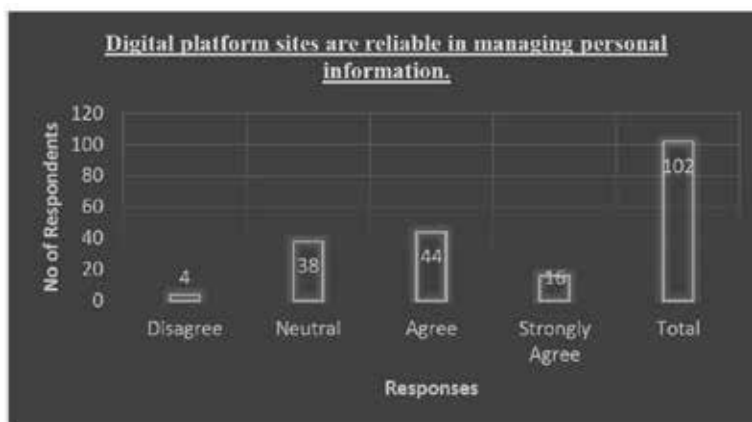 Digital platform sites are reliable in managing personal
information.
120
100
80
60
40
20
0
No of Respondents
4
38
44
16
102
Disagree
Neutral
Agree
Strongly
Agree
Total
Responses